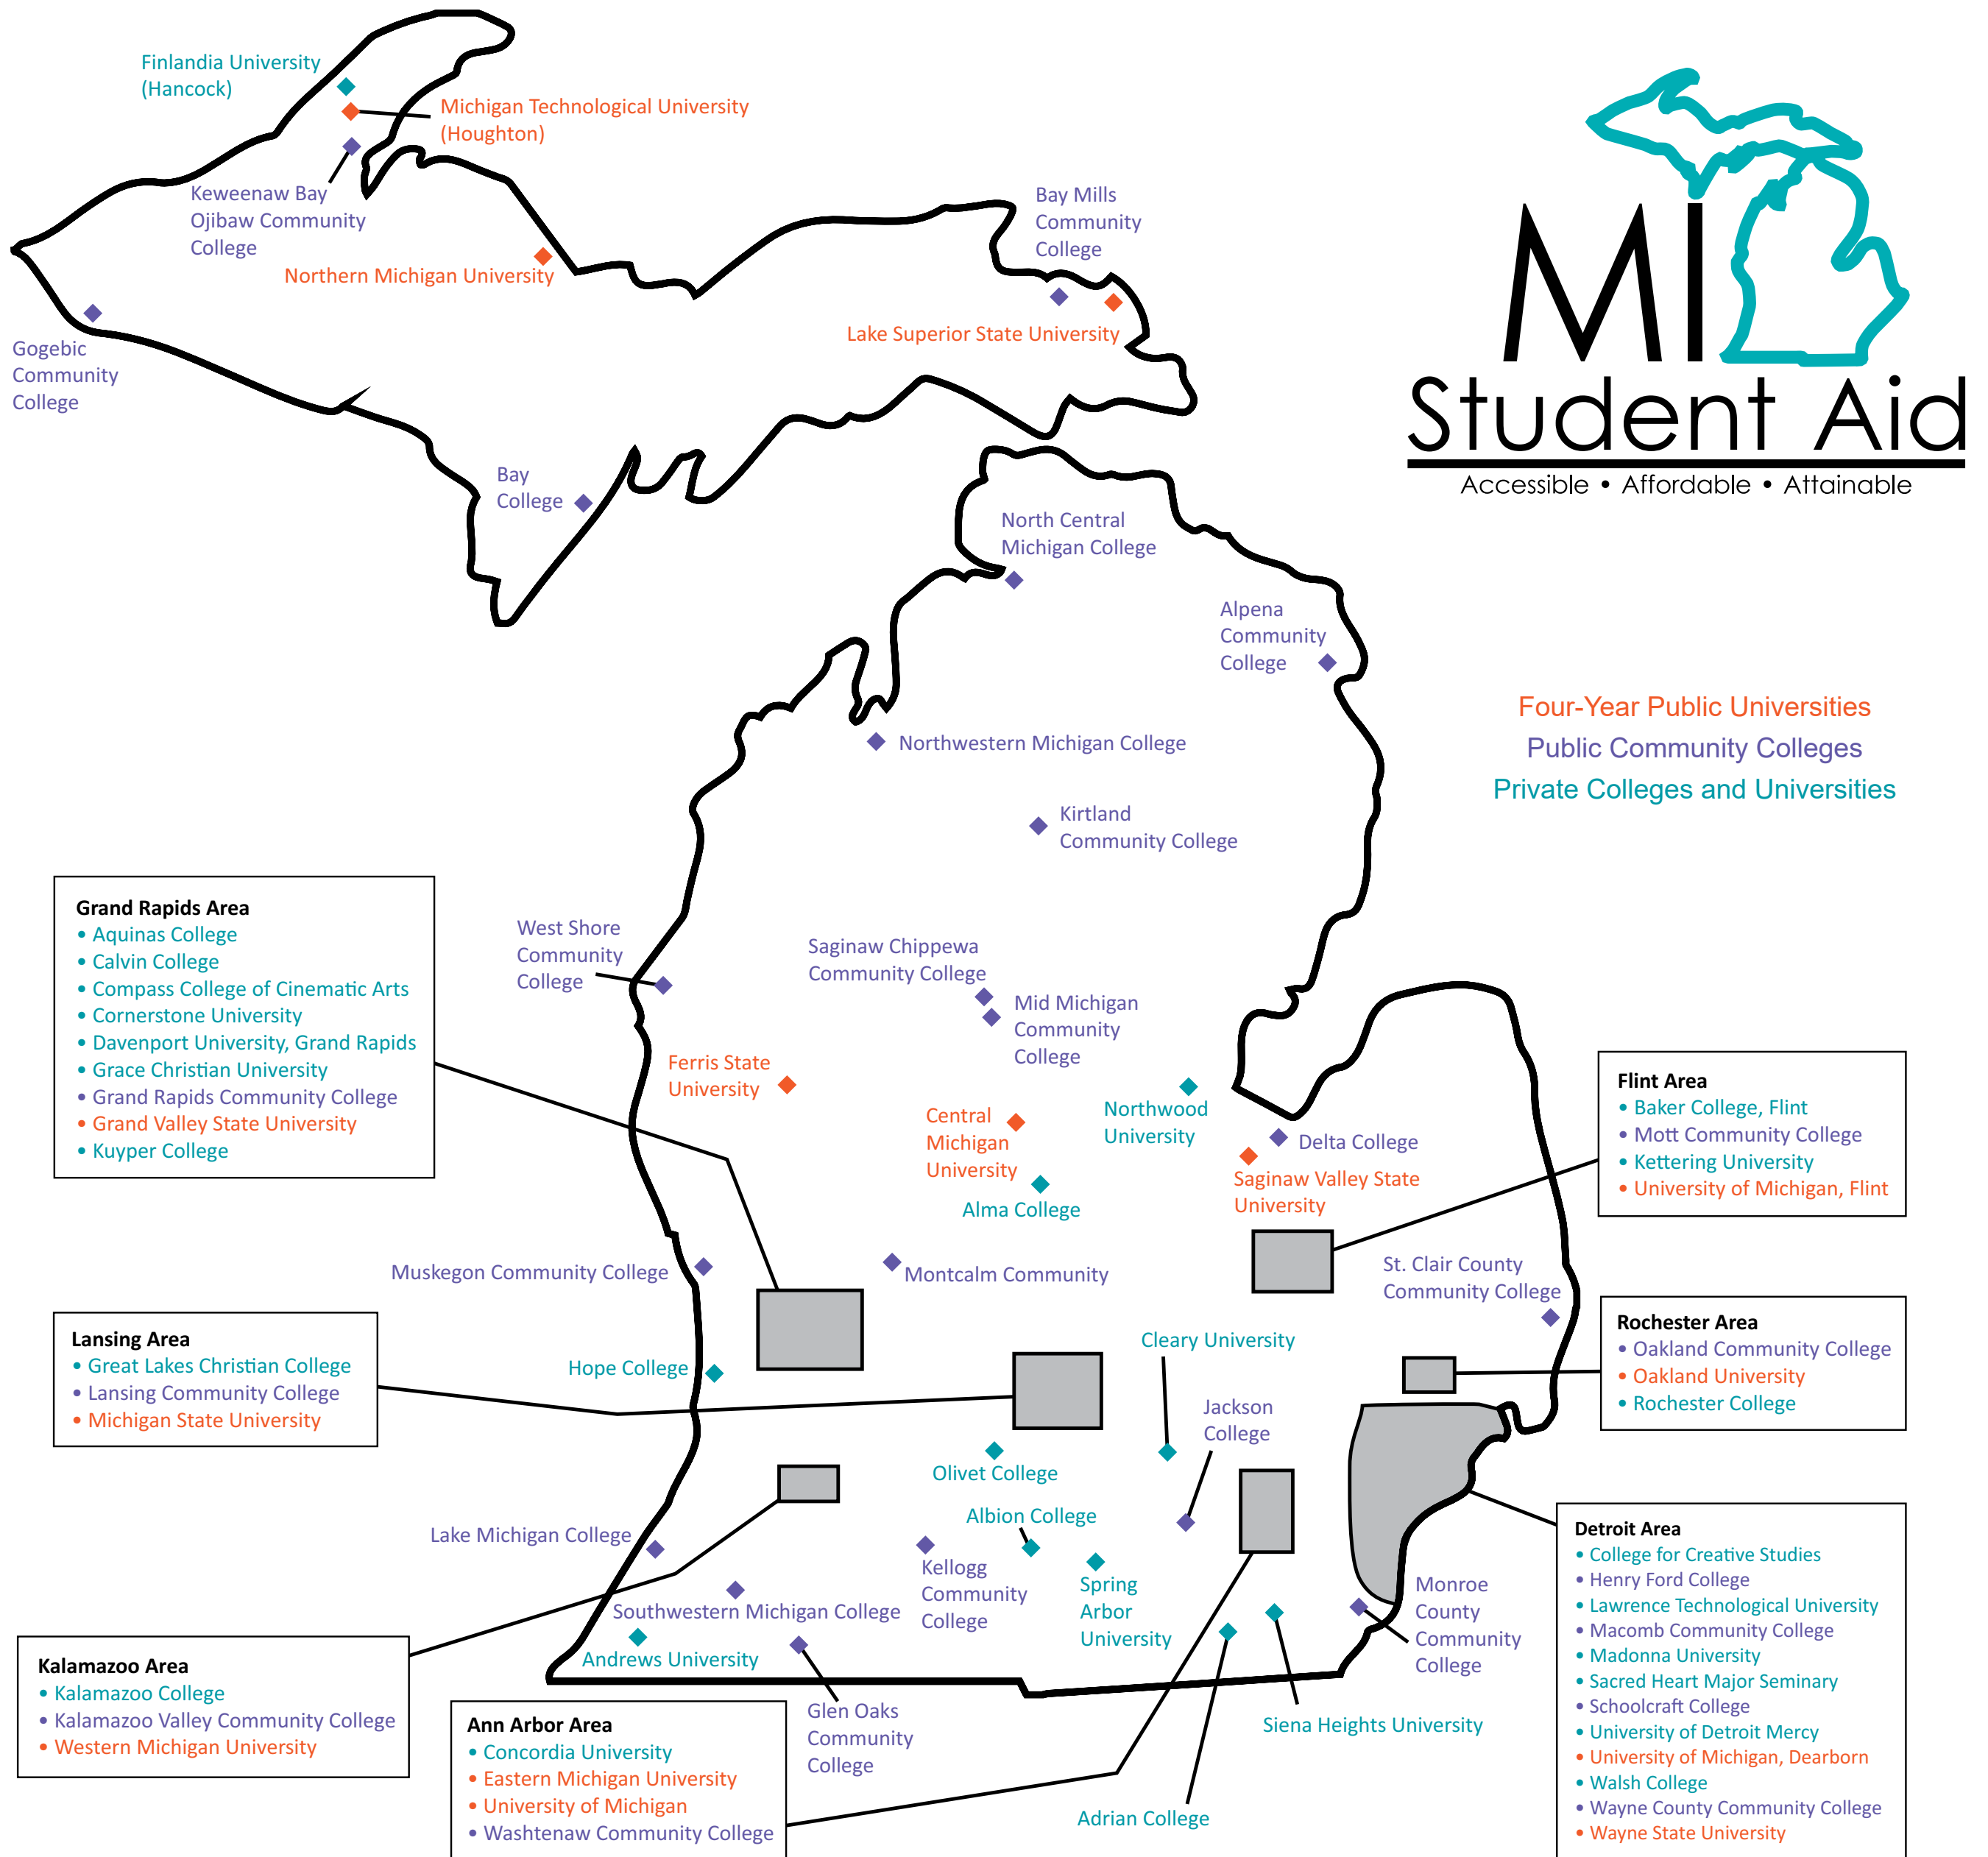 Finlandia University
(Hancock)
Michigan Technological University
(Houghton)
Keweenaw Bay
Ojibaw Community
College
Northern Michigan University
Bay Mills
Community
College
Lake Superior State University
Gogebic
Community
College
Bay
College
MI
Student Aid
Accessible • Affordable • Attainable
North Central
Michigan College
Alpena
Community
College
Four-Year Public Universities
Public Community Colleges
Private Colleges and Universities
Northwestern Michigan College
Kirtland
Community College
Grand Rapids Area
• Aquinas College
• Calvin College
• Compass College of Cinematic Arts
• Cornerstone University
• Davenport University, Grand Rapids
• Grace Christian University
• Grand Rapids Community College
• Grand Valley State University
• Kuyper College
West Shore
Community
College
Saginaw Chippewa
Community College
Mid Michigan
Community
College
Ferris State
University
Central
Michigan
University
Northwood
University
Delta College
Saginaw Valley State
University
Alma College
Flint Area
• Baker College, Flint
• Mott Community College
• Kettering University
• University of Michigan, Flint
Muskegon Community College
Montcalm Community
St. Clair County
Community College
Lansing Area
• Great Lakes Christian College
• Lansing Community College
• Michigan State University
Hope College
Cleary University
Rochester Area
• Oakland Community College
• Oakland University
• Rochester College
Jackson
College
Olivet College
Albion College
Lake Michigan College
Kellogg
Community
College
Spring
Arbor
University
Southwestern Michigan College
Andrews University
Monroe
County
Community
College
Detroit Area
• College for Creative Studies
• Henry Ford College
• Lawrence Technological University
• Macomb Community College
• Madonna University
• Sacred Heart Major Seminary
• Schoolcraft College
• University of Detroit Mercy
• University of Michigan, Dearborn
• Walsh College
• Wayne County Community College
• Wayne State University
Kalamazoo Area
• Kalamazoo College
• Kalamazoo Valley Community College
• Western Michigan University
Ann Arbor Area
• Concordia University
• Eastern Michigan University
• University of Michigan
• Washtenaw Community College
Glen Oaks
Community
College
Siena Heights University
Adrian College